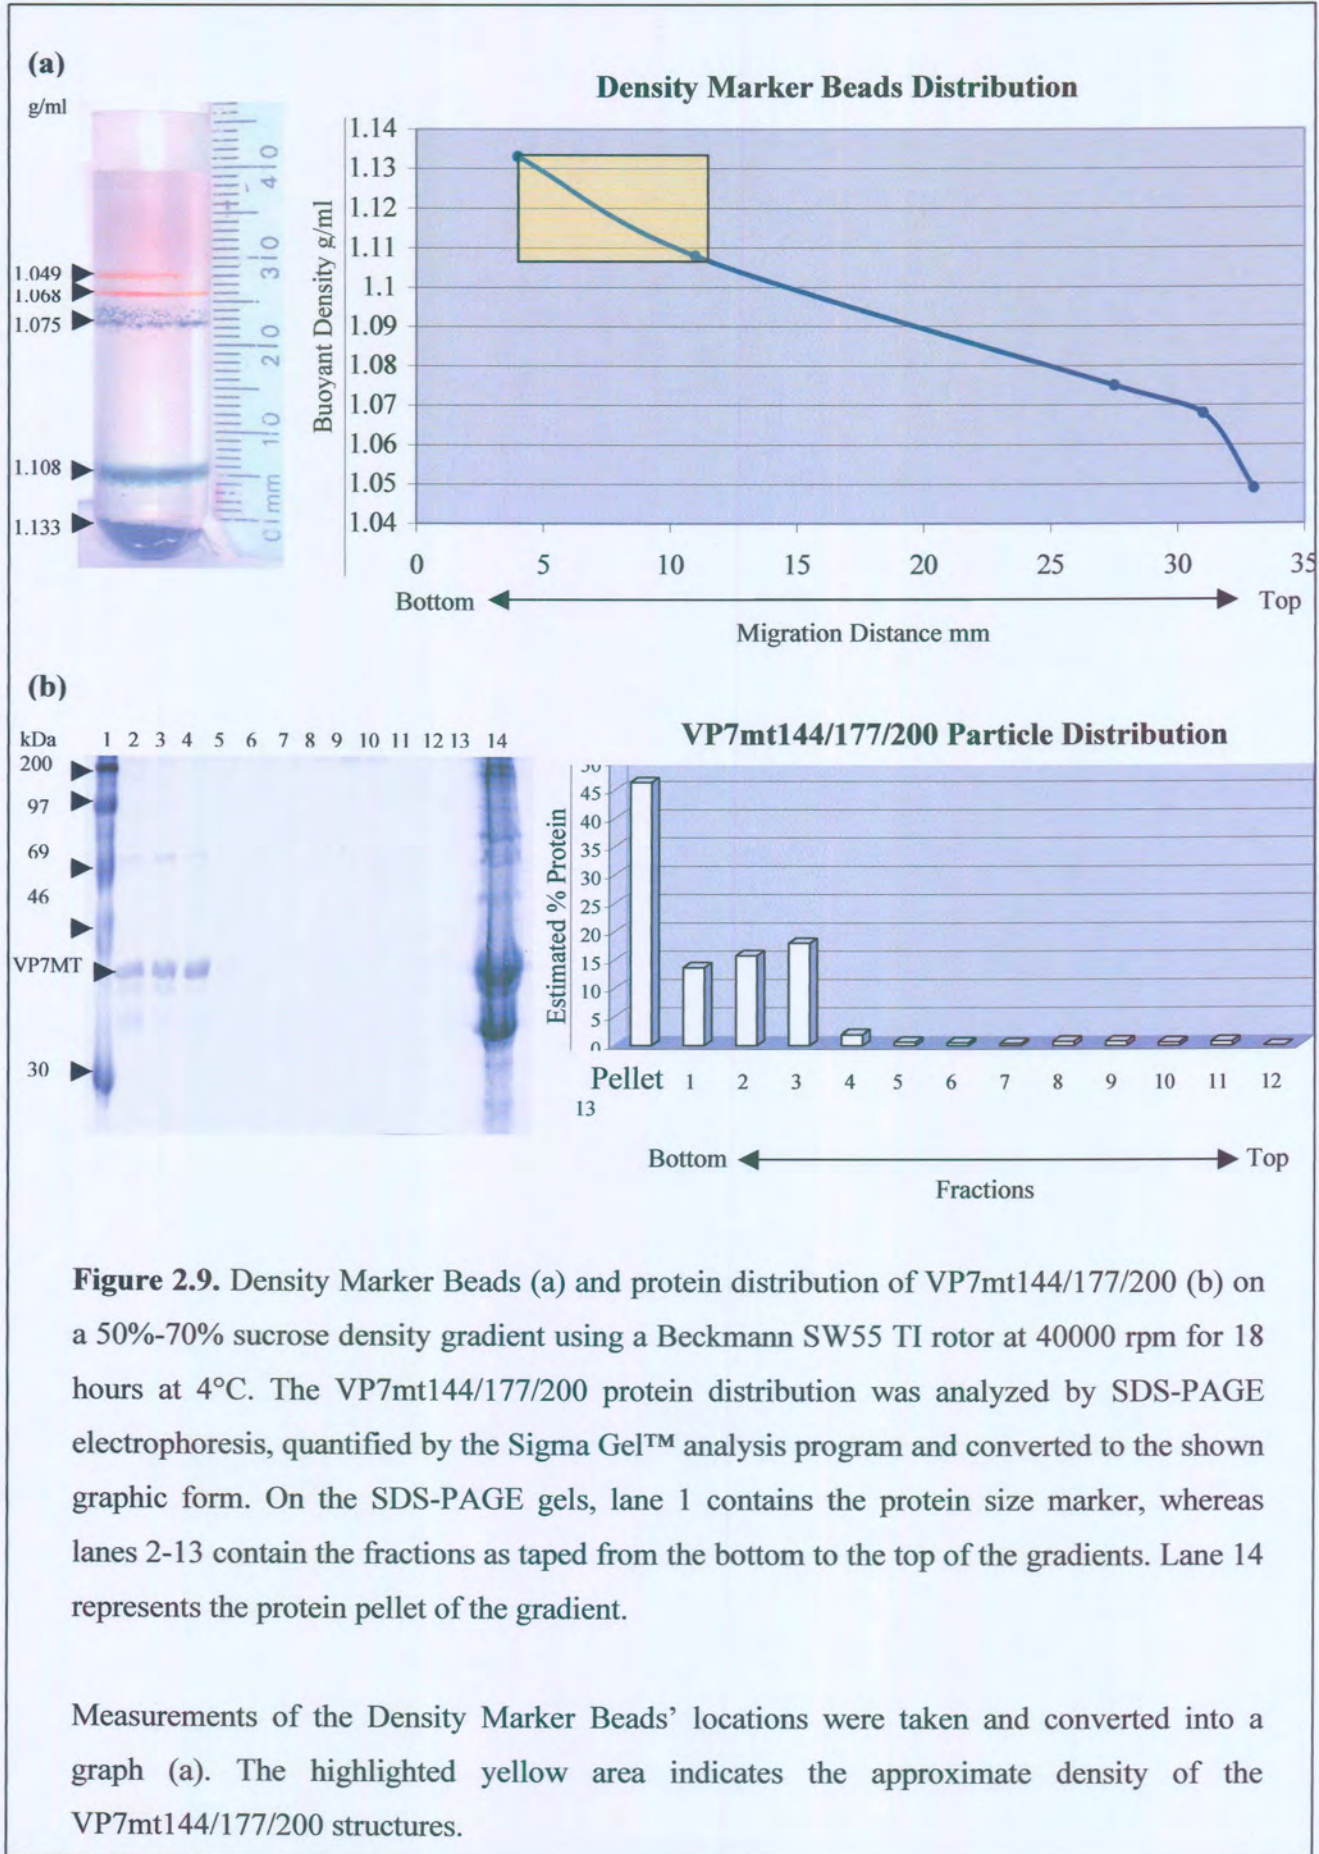 (a)
g/ml
1.049
1.068
1.075
1.108
1.133
0 1mm 10 20 30 40
Density Marker Beads Distribution
Buoyant Density g/ml
1.14
1.13
1.12
1.11
1.1
1.09
1.08
1.07
1.06
1.05
1.04
0 5 10 15 20 25 30 35
Bottom Top
Migration Distance mm
(b)
kDa 1 2 3 4 5 6 7 8 9 10 11 12 13 14
200
97
69
46
VP7MT
30
VP7mt144/177/200 Particle Distribution
Estimated % Protein
50
45
40
35
30
25
20
15
10
5
0
Pellet 1 2 3 4 5 6 7 8 9 10 11 12
13
Bottom Top
Fractions
Figure 2.9. Density Marker Beads (a) and protein distribution of VP7mt144/177/200 (b) on
a 50%-70% sucrose density gradient using a Beckmann SW55 TI rotor at 40000 rpm for 18
hours at 4°C. The VP7mt144/177/200 protein distribution was analyzed by SDS-PAGE
electrophoresis, quantified by the Sigma Gel™ analysis program and converted to the shown
graphic form. On the SDS-PAGE gels, lane 1 contains the protein size marker, whereas
lanes 2-13 contain the fractions as taped from the bottom to the top of the gradients. Lane 14
represents the protein pellet of the gradient.
Measurements of the Density Marker Beads' locations were taken and converted into a
graph (a). The highlighted yellow area indicates the approximate density of the
VP7mt144/177/200 structures.